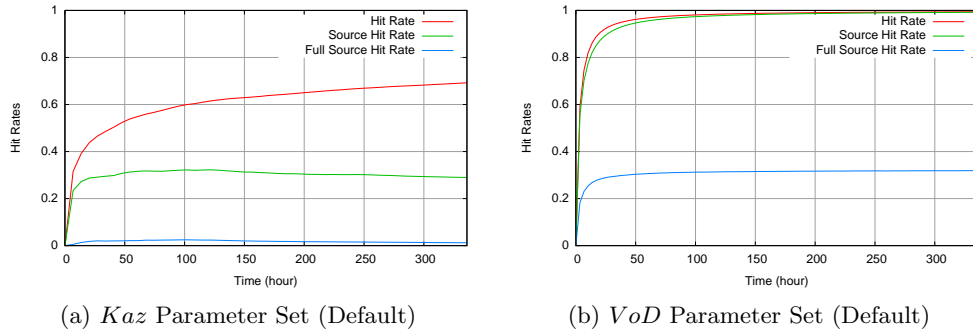 Hit Rates
1
0.8
0.6
0.4
0.2
0
Hit Rate
Source Hit Rate
Full Source Hit Rate
0 50 100 150 200 250 300
Time (hour)
(a) Kaz Parameter Set (Default)
Hit Rates
1
0.8
0.6
0.4
0.2
0
Hit Rate
Source Hit Rate
Full Source Hit Rate
0 50 100 150 200 250 300
Time (hour)
(b) VoD Parameter Set (Default)